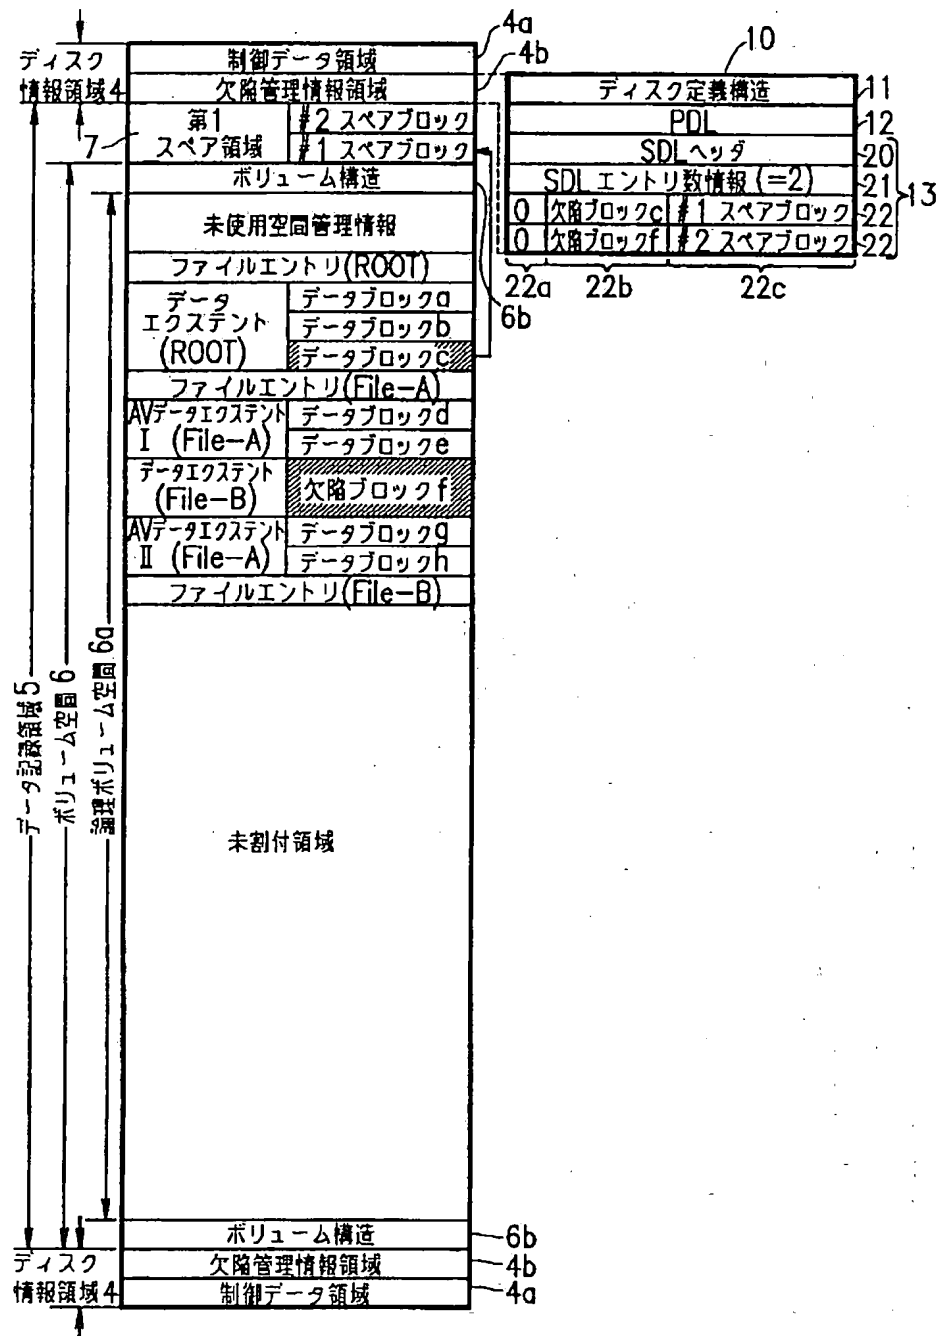 4a
ディスク
情報領域4
制御データ領域
4b
欠陥管理情報領域
7
第1
スペア領域
#2 スペアブロック
#1 スペアブロック
ボリューム構造
未使用空間管理情報
ファイルエントリ(ROOT)
データ
エクステント
(ROOT)
データブロックa
データブロックb
データブロックc
6b
ファイルエントリ(File-A)
AVデータエクステント
I (File-A)
データブロックd
データブロックe
データエクステント
(File-B)
欠陥ブロックf
AVデータエクステント
II (File-A)
データブロックg
データブロックh
ファイルエントリ(File-B)
データ記録領域5
ボリューム空間6
論理ボリューム空間6a
未割付領域
ボリューム構造
6b
ディスク
情報領域4
欠陥管理情報領域
4b
制御データ領域
4a
10
ディスク定義構造
11
PDL
12
SDLヘッダ
20
SDLエントリ数情報(=2)
21
13
0 欠陥ブロックc #1 スペアブロック
22
0 欠陥ブロックf #2 スペアブロック
22
22a 22b 22c